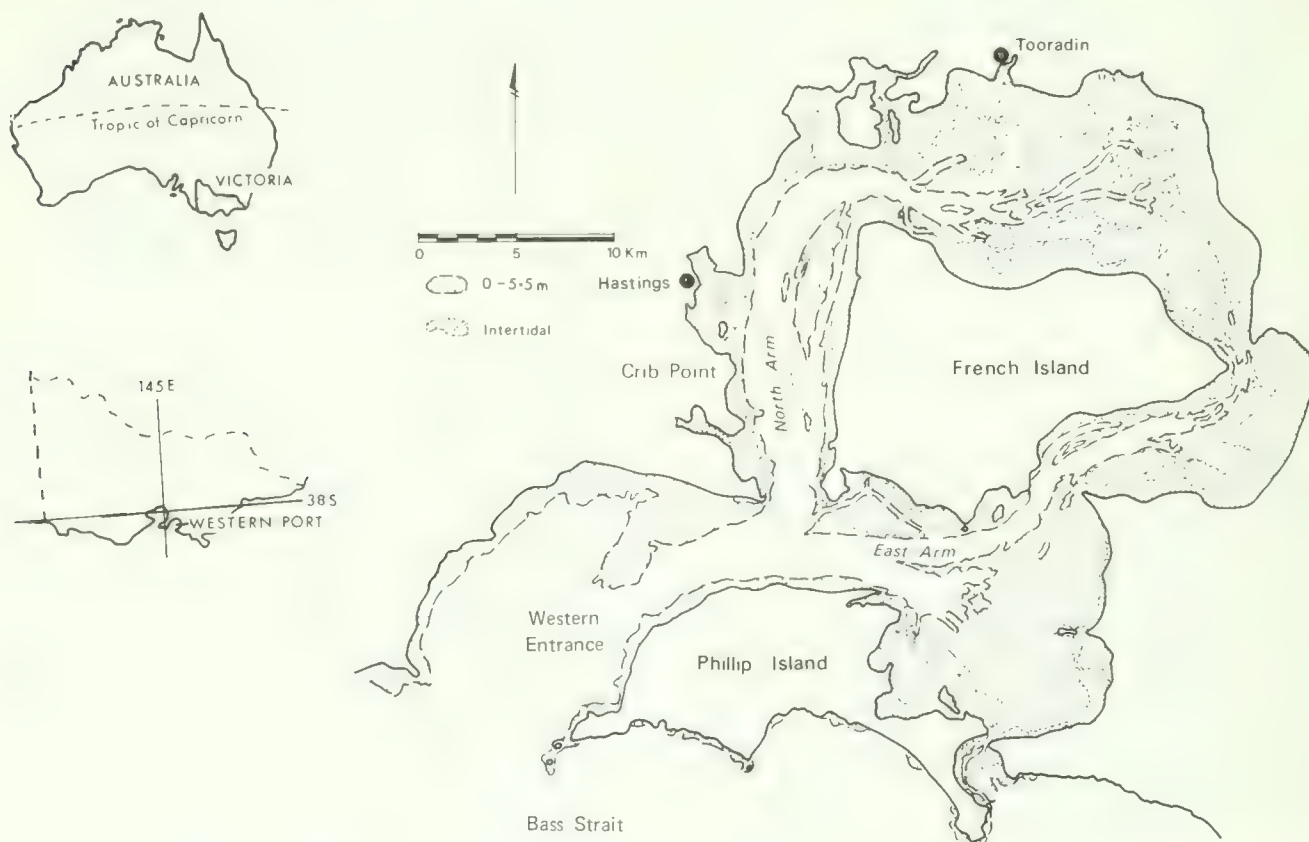 AUSTRALIA
Tropic of Capricorn
VICTORIA
Tooradin
0 5 10 Km
0-5·5m
Intertidal
Hastings
Crib Point
North Arm
French Island
145E
38S
WESTERN PORT
East Arm
Western
Entrance
Phillip Island
Bass Strait